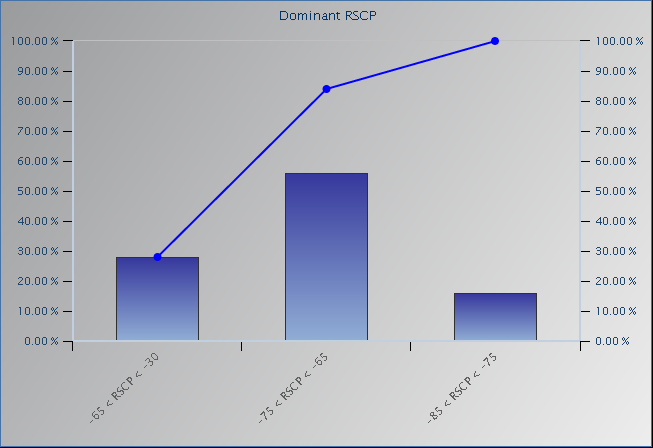 Dominant RSCP
100.00 % 100.00 %
90.00 % 90.00 %
80.00 % 80.00 %
70.00 % 70.00 %
60.00 % 60.00 %
50.00 % 50.00 %
40.00 % 40.00 %
30.00 % 30.00 %
20.00 % 20.00 %
10.00 % 10.00 %
0.00 % 0.00 %
-65 < RSCP < -30
-75 < RSCP < -65
-85 < RSCP < -75